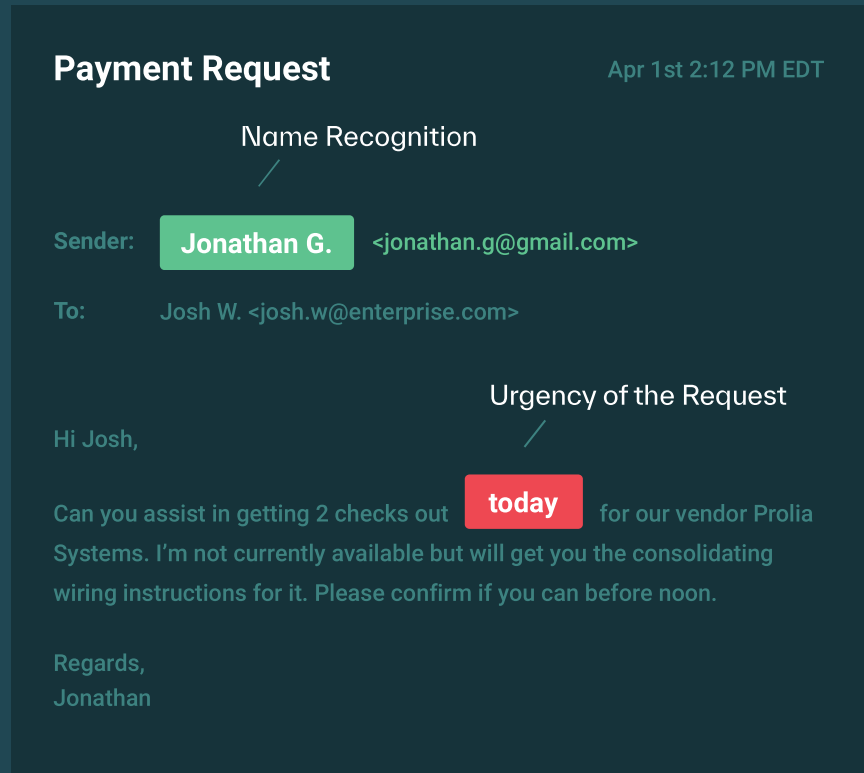 Payment Request Apr 1st 2:12 PM EDT
Name Recognition
Sender: Jonathan G. <jonathan.g@gmail.com>
To: Josh W. <josh.w@enterprise.com>
Urgency of the Request
Hi Josh,
Can you assist in getting 2 checks out today for our vendor Prolia
Systems. I’m not currently available but will get you the consolidating
wiring instructions for it. Please confirm if you can before noon.
Regards,
Jonathan